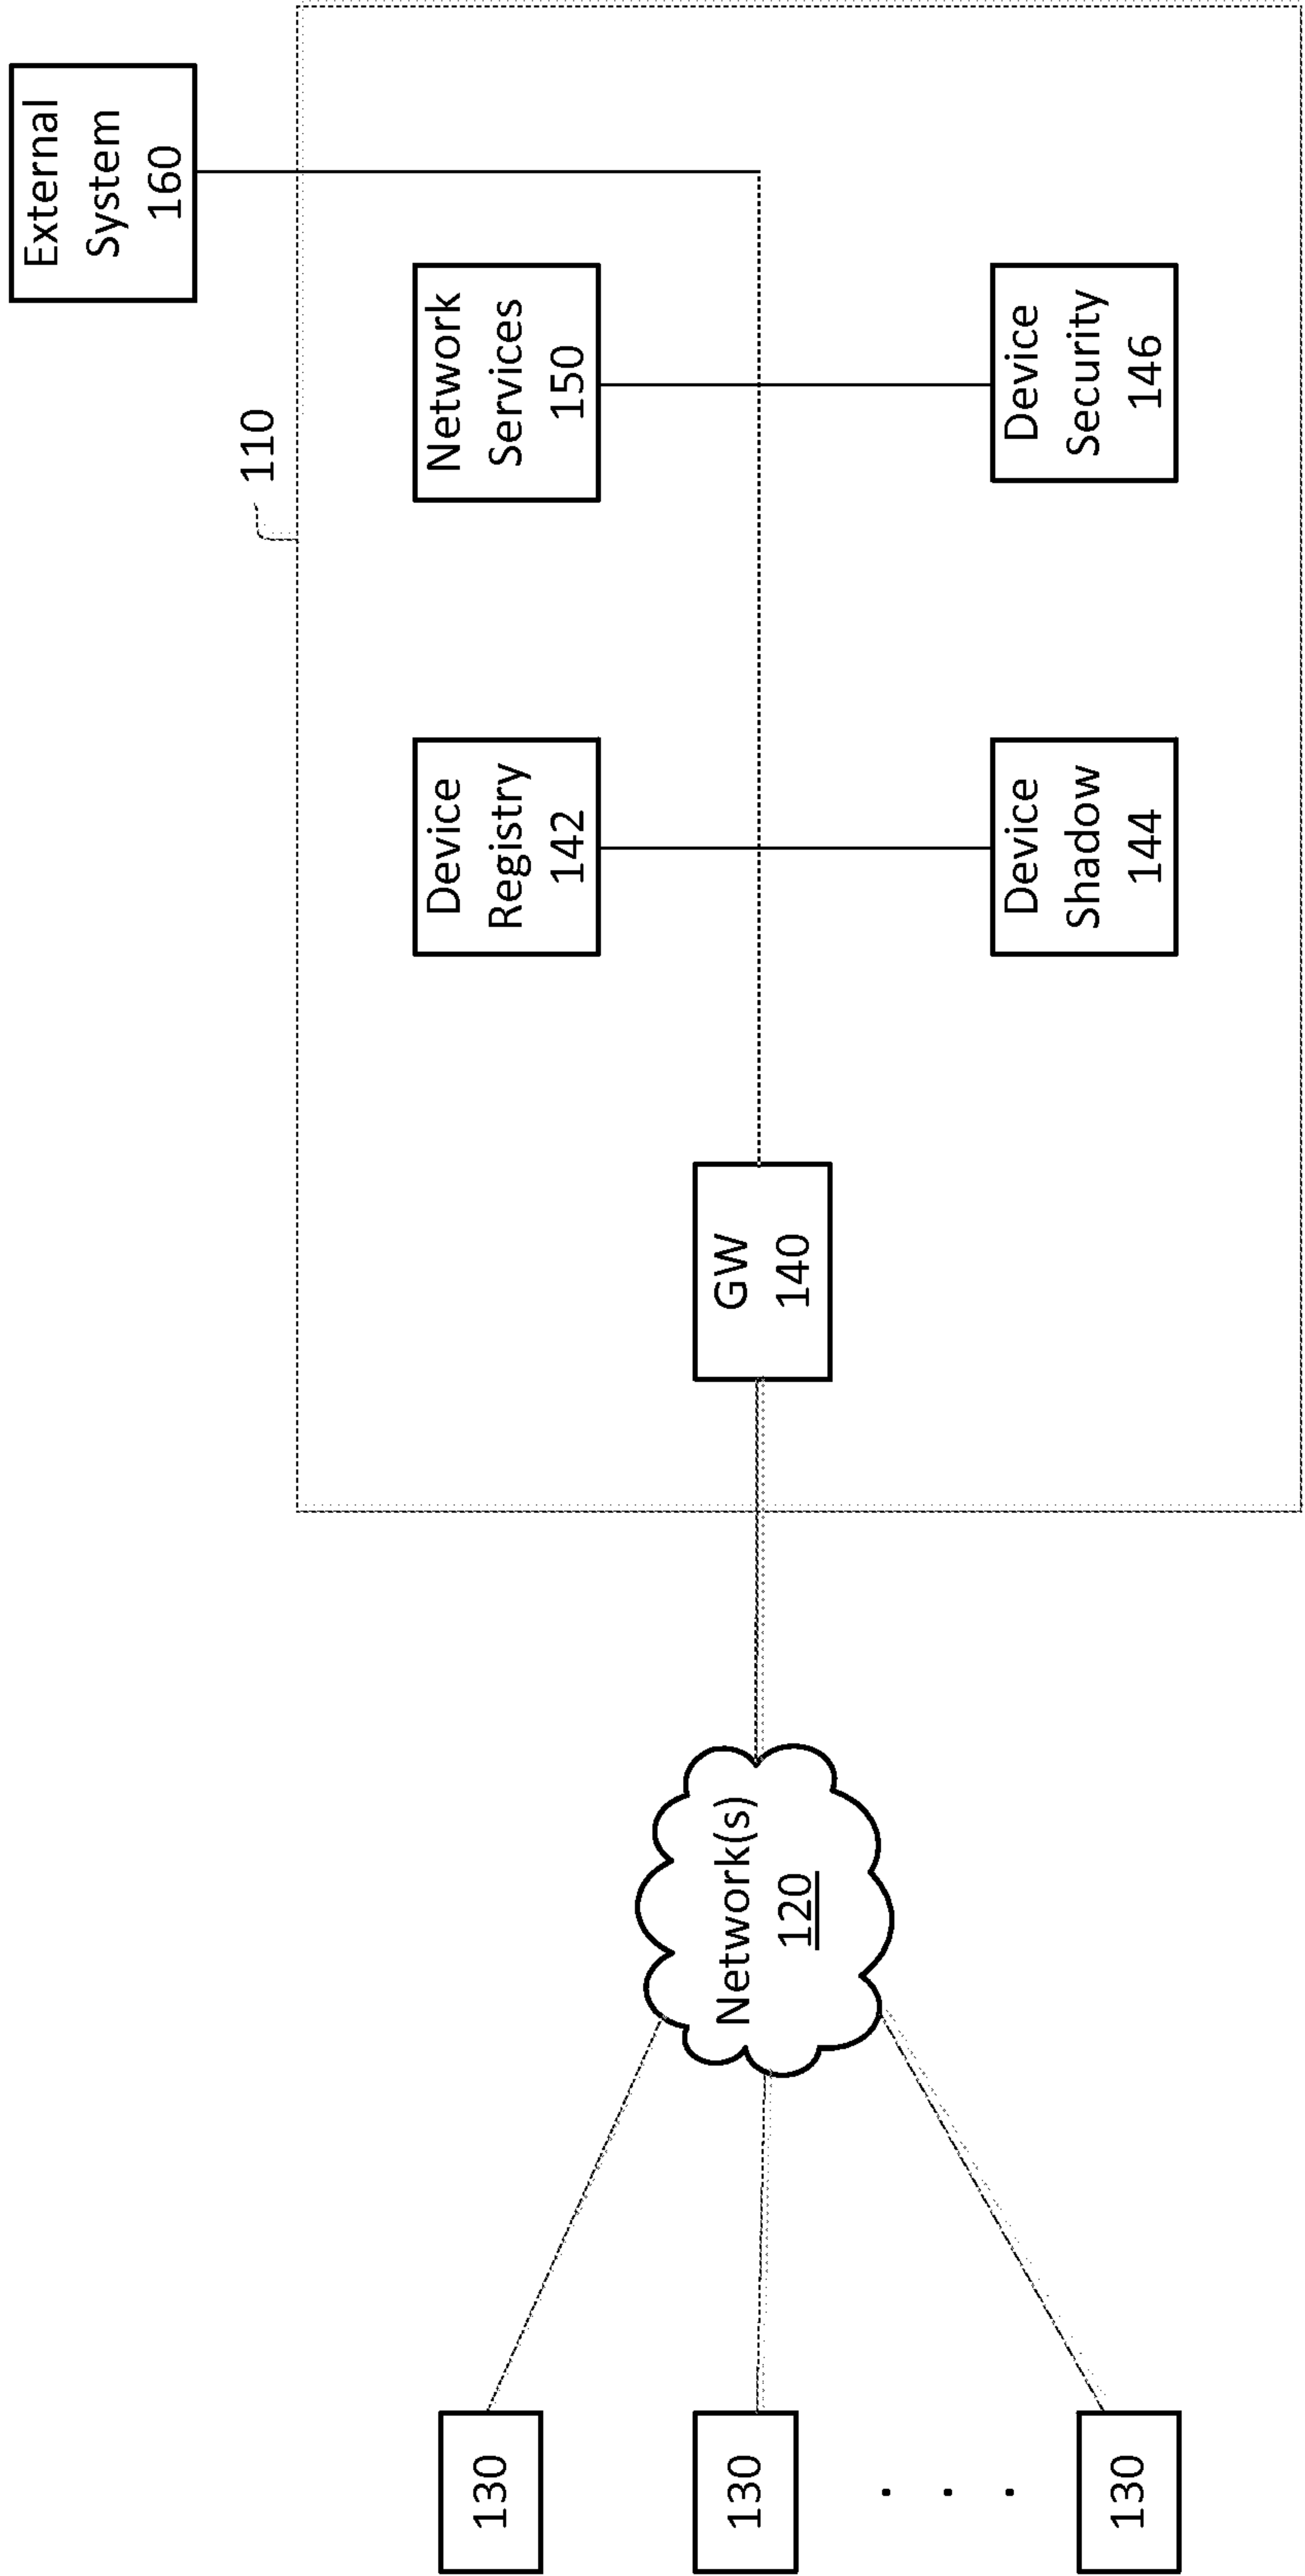 External
System
160
110
Device
Registry
142
Network
Services
150
GW
140
Network(s)
120
130
130
130
. . .
Device
Shadow
144
Device
Security
146